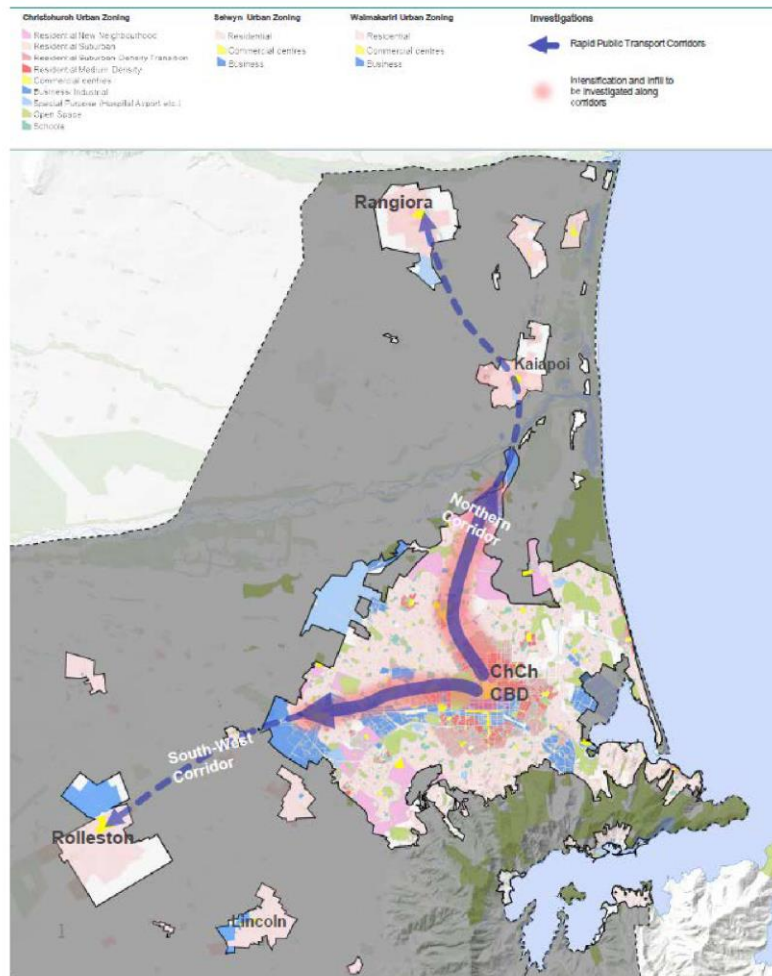 Christchurch Urban Zoning
Residential New Neighbourhood
Residential Suburban
Residential Suburban Density Transition
Residential Medium Density
Commercial centres
Business Industrial
Special Purpose (Hospital Airport etc.)
Open Space
Schools
Selwyn Urban Zoning
Residential
Commercial centres
Business
Waimakariri Urban Zoning
Residential
Commercial centres
Business
Investigations
Rapid Public Transport Corridors
Intensification and infill to
be investigated along
corridors
Rangiora
Kaiapoi
Northern
Corridor
ChCh
CBD
South-West
Corridor
Rolleston
Lincoln
1